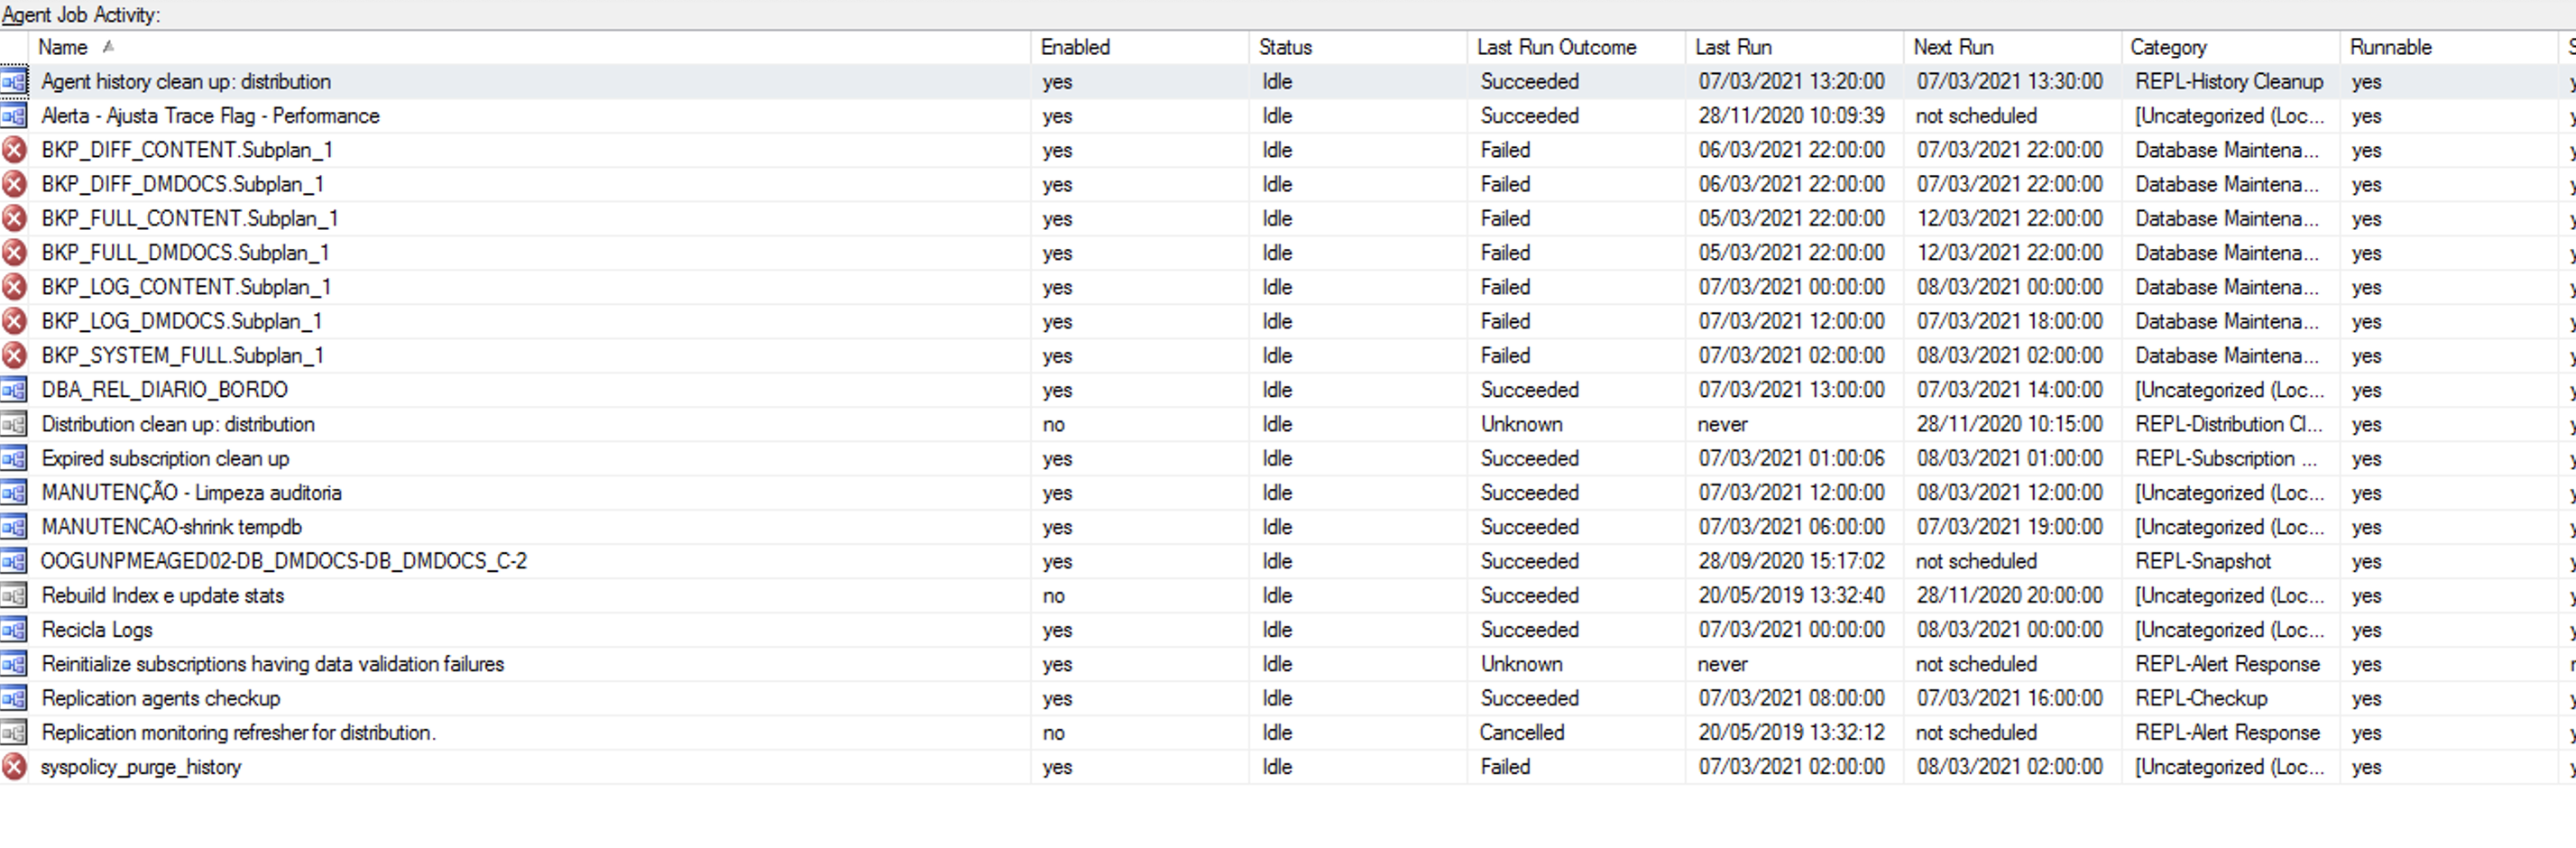 Agent Job Activity:
Name Enabled Status Last Run Outcome Last Run Next Run Category Runnable
Agent history clean up: distribution yes Idle Succeeded 07/03/2021 13:20:00 07/03/2021 13:30:00 REPL-History Cleanup yes
Alerta - Ajusta Trace Flag - Performance yes Idle Succeeded 28/11/2020 10:09:39 not scheduled [Uncategorized (Loc... yes
BKP_DIFF_CONTENT.Subplan_1 yes Idle Failed 06/03/2021 22:00:00 07/03/2021 22:00:00 Database Maintena... yes
BKP_DIFF_DMDOCS.Subplan_1 yes Idle Failed 06/03/2021 22:00:00 07/03/2021 22:00:00 Database Maintena... yes
BKP_FULL_CONTENT.Subplan_1 yes Idle Failed 05/03/2021 22:00:00 12/03/2021 22:00:00 Database Maintena... yes
BKP_FULL_DMDOCS.Subplan_1 yes Idle Failed 05/03/2021 22:00:00 12/03/2021 22:00:00 Database Maintena... yes
BKP_LOG_CONTENT.Subplan_1 yes Idle Failed 07/03/2021 00:00:00 08/03/2021 00:00:00 Database Maintena... yes
BKP_LOG_DMDOCS.Subplan_1 yes Idle Failed 07/03/2021 12:00:00 07/03/2021 18:00:00 Database Maintena... yes
BKP_SYSTEM_FULL.Subplan_1 yes Idle Failed 07/03/2021 02:00:00 08/03/2021 02:00:00 Database Maintena... yes
DBA_REL_DIARIO_BORDO yes Idle Succeeded 07/03/2021 13:00:00 07/03/2021 14:00:00 [Uncategorized (Loc... yes
Distribution clean up: distribution no Idle Unknown never 28/11/2020 10:15:00 REPL-Distribution Cl... yes
Expired subscription clean up yes Idle Succeeded 07/03/2021 01:00:06 08/03/2021 01:00:00 REPL-Subscription ... yes
MANUTENÇÃO - Limpeza auditoria yes Idle Succeeded 07/03/2021 12:00:00 08/03/2021 12:00:00 [Uncategorized (Loc... yes
MANUTENCAO-shrink tempdb yes Idle Succeeded 07/03/2021 06:00:00 07/03/2021 19:00:00 [Uncategorized (Loc... yes
OOGUNPMEAGED02-DB_DMDOCS-DB_DMDOCS_C-2 yes Idle Succeeded 28/09/2020 15:17:02 not scheduled REPL-Snapshot yes
Rebuild Index e update stats no Idle Succeeded 20/05/2019 13:32:40 28/11/2020 20:00:00 [Uncategorized (Loc... yes
Recicla Logs yes Idle Succeeded 07/03/2021 00:00:00 08/03/2021 00:00:00 [Uncategorized (Loc... yes
Reinitialize subscriptions having data validation failures yes Idle Unknown never not scheduled REPL-Alert Response yes
Replication agents checkup yes Idle Succeeded 07/03/2021 08:00:00 07/03/2021 16:00:00 REPL-Checkup yes
Replication monitoring refresher for distribution. no Idle Cancelled 20/05/2019 13:32:12 not scheduled REPL-Alert Response yes
syspolicy_purge_history yes Idle Failed 07/03/2021 02:00:00 08/03/2021 02:00:00 [Uncategorized (Loc... yes